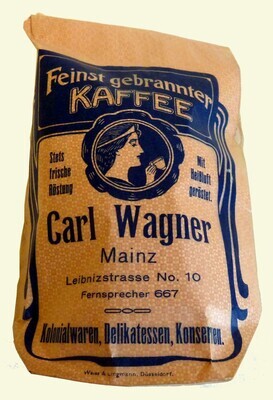 Feinst gebrannter
KAFFEE
Stets
frische
Röstung
Mit
Heißluft
geröstet.
Carl Wagner
Mainz
Leibnizstrasse No. 10
Fernsprecher 667
Kolonialwaren, Delikatessen, Konserven.
Düsseldorf.